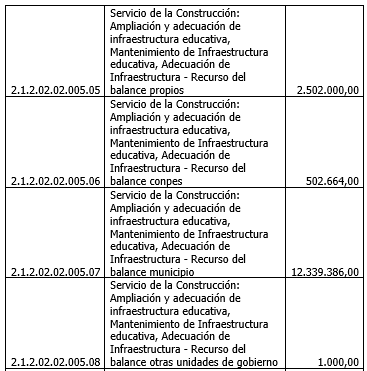 Servicio de la Construcción:
Ampliación y adecuación de
infraestructura educativa,
Mantenimiento de Infraestructura
educativa, Adecuación de
Infraestructura - Recurso del
2.1.2.02.02.005.05 balance propios 2.502.000,00
Servicio de la Construcción:
Ampliación y adecuación de
infraestructura educativa,
Mantenimiento de Infraestructura
educativa, Adecuación de
Infraestructura - Recurso del
2.1.2.02.02.005.06 balance conpes 502.664,00
Servicio de la Construcción:
Ampliación y adecuación de
infraestructura educativa,
Mantenimiento de Infraestructura
educativa, Adecuación de
Infraestructura - Recurso del
2.1.2.02.02.005.07 balance municipio 12.339.386,00
Servicio de la Construcción:
Ampliación y adecuación de
infraestructura educativa,
Mantenimiento de Infraestructura
educativa, Adecuación de
Infraestructura - Recurso del
2.1.2.02.02.005.08 balance otras unidades de gobierno 1.000,00